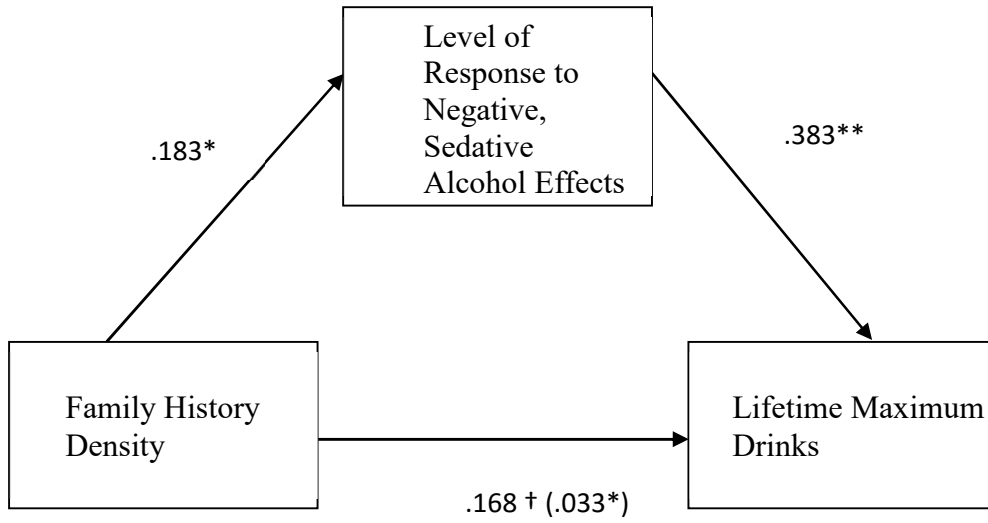 Level of
Response to
Negative,
Sedative
Alcohol Effects
.183*
.383**
Family History
Density
Lifetime Maximum
Drinks
.168 † (.033*)